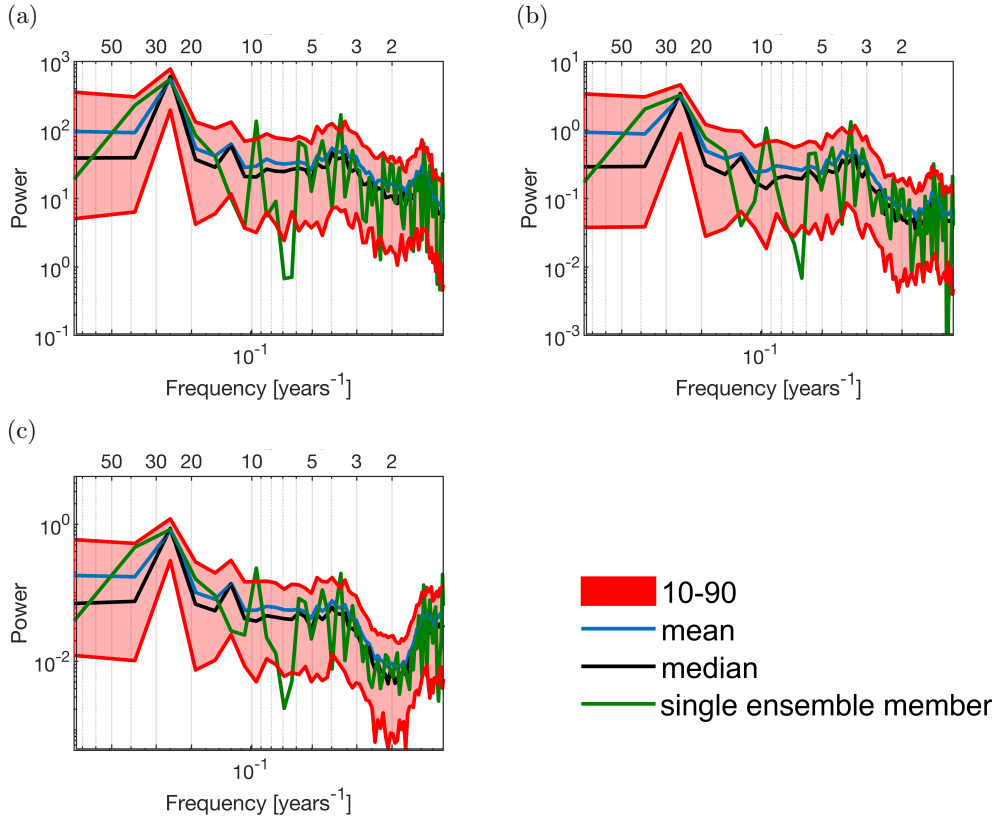 (a)
50 30 20 10 5 3 2
10^3
10^2
10^1
10^0
10^-1
Power
10^-1
Frequency [years^-1]
(b)
50 30 20 10 5 3 2
10^1
10^0
10^-1
10^-2
10^-3
Power
10^-1
Frequency [years^-1]
(c)
50 30 20 10 5 3 2
10^0
10^-2
Power
10^-1
Frequency [years^-1]
10-90
mean
median
single ensemble member